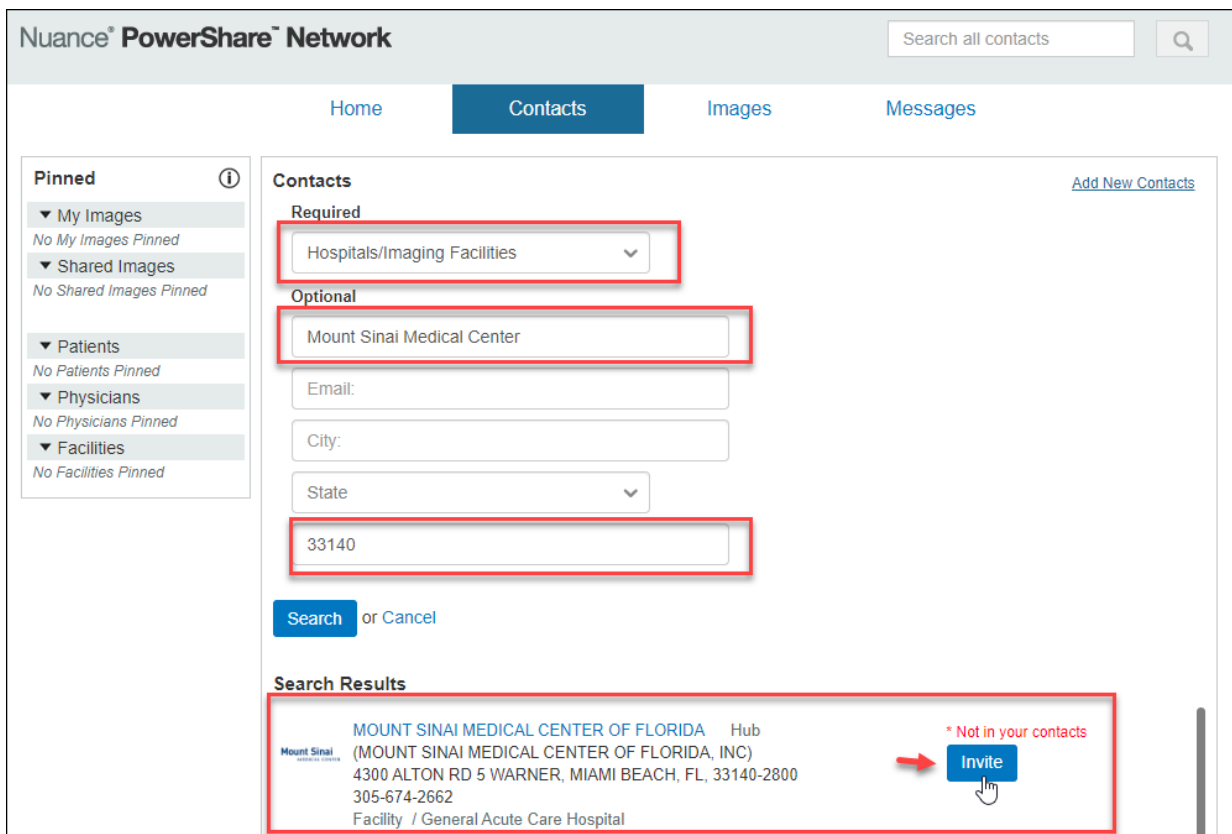 Nuance® PowerShare™ Network
Search all contacts
Home Contacts Images Messages
Pinned
▼ My Images
No My Images Pinned
▼ Shared Images
No Shared Images Pinned
▼ Patients
No Patients Pinned
▼ Physicians
No Physicians Pinned
▼ Facilities
No Facilities Pinned
Contacts
Add New Contacts
Required
Hospitals/Imaging Facilities
Optional
Mount Sinai Medical Center
Email:
City:
State
33140
Search or Cancel
Search Results
Mount Sinai
MEDICAL CENTER
MOUNT SINAI MEDICAL CENTER OF FLORIDA Hub
(MOUNT SINAI MEDICAL CENTER OF FLORIDA, INC)
4300 ALTON RD 5 WARNER, MIAMI BEACH, FL, 33140-2800
305-674-2662
Facility / General Acute Care Hospital
* Not in your contacts
Invite